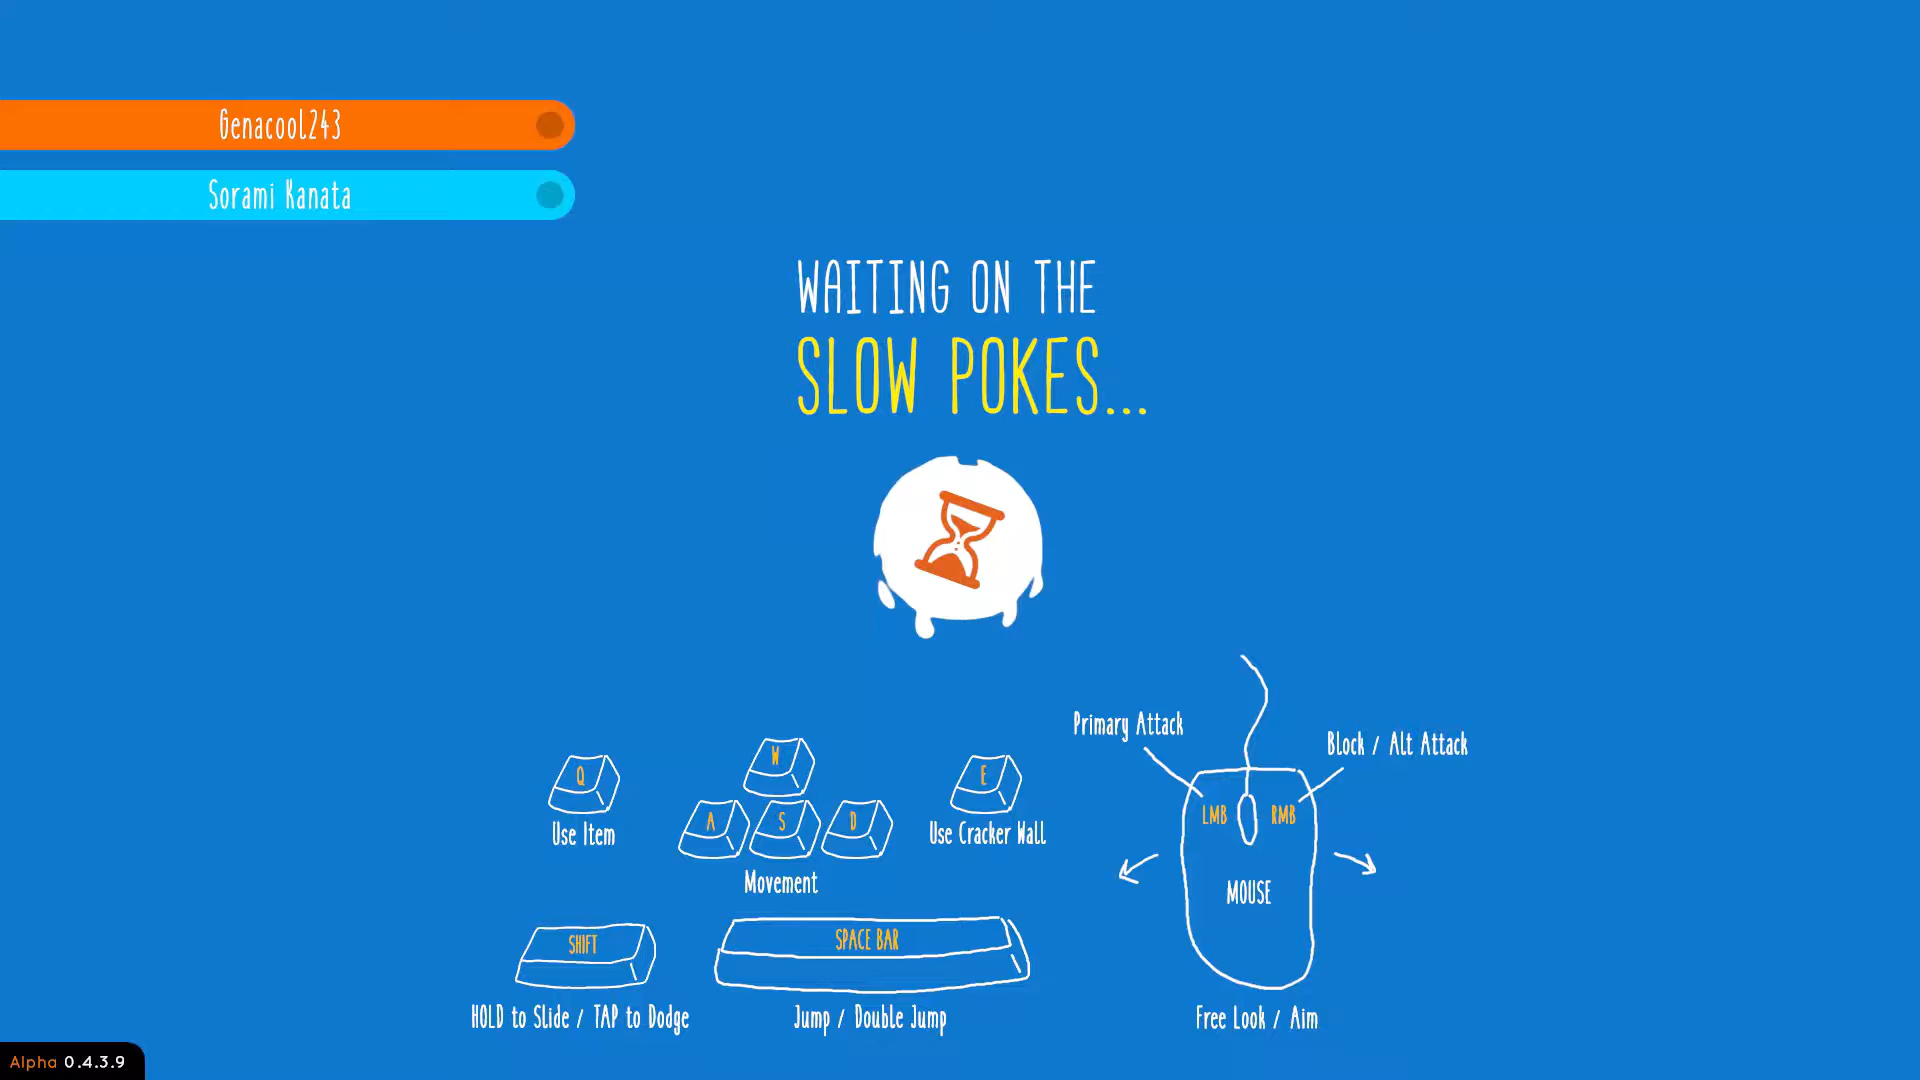 Genacool243
Sorami Kanata
WAITING ON THE
SLOW POKES...
Primary Attack
Block / Alt Attack
Q
W
E
A
S
D
LMB
RMB
Use Item
Use Cracker Wall
Movement
MOUSE
SHIFT
SPACE BAR
HOLD to Slide / TAP to Dodge
Jump / Double Jump
Free Look / Aim
Alpha 0.4.3.9